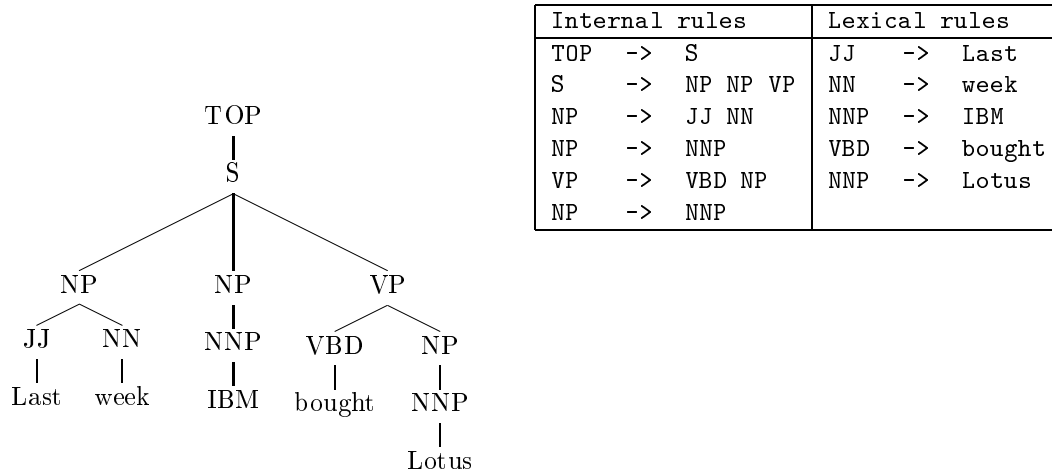 TOP
S
NP NP VP
JJ NN NNP VBD NP
Last week IBM bought NNP
Lotus
Internal rules Lexical rules
TOP -> S JJ -> Last
S -> NP NP VP NN -> week
NP -> JJ NN NNP -> IBM
NP -> NNP VBD -> bought
VP -> VBD NP NNP -> Lotus
NP -> NNP